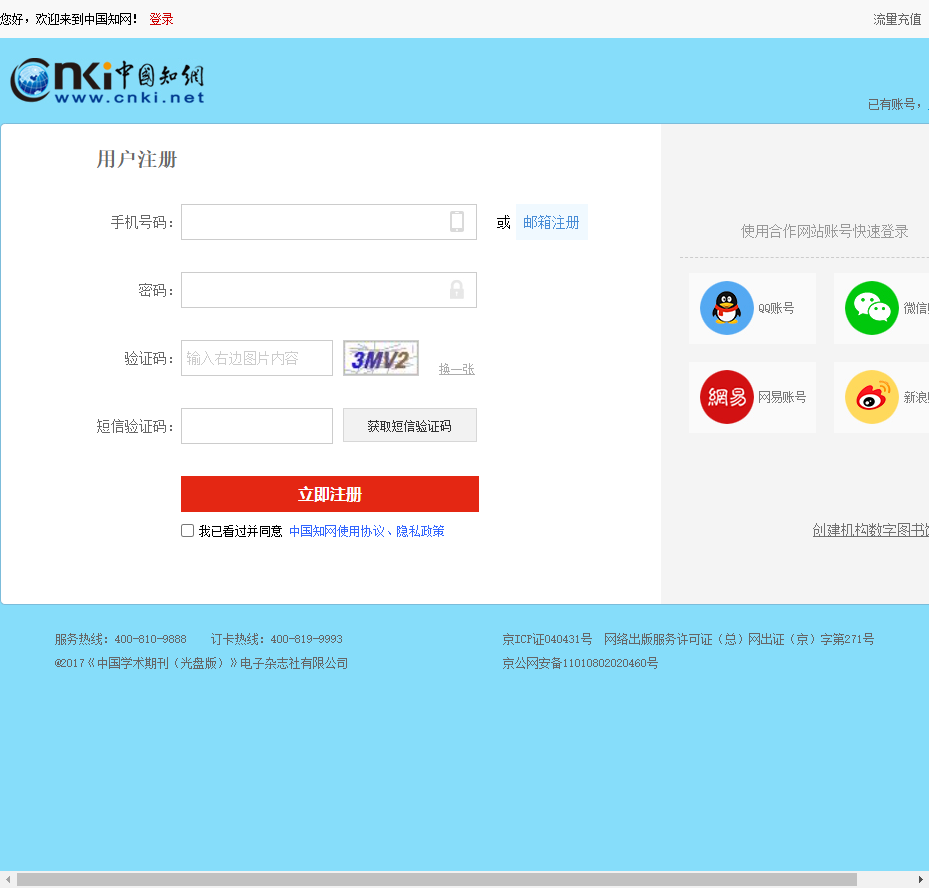 您好，欢迎来到中国知网! 登录 流量充值
cnki中国知網
www.cnki.net
已有账号，
用户注册
手机号码： 或 邮箱注册
使用合作网站账号快速登录
密码：
QQ账号 微信
验证码： 输入右边图片内容 3MV2 换一张
網易 网易账号 新浪
短信验证码： 获取短信验证码
立即注册
我已看过并同意 中国知网使用协议、隐私政策
创建机构数字图书
服务热线：400-810-9888 订卡热线：400-819-9993
京ICP证040431号 网络出版服务许可证（总）网出证（京）字第271号
©2017《中国学术期刊（光盘版）》电子杂志社有限公司
京公网安备11010802020460号